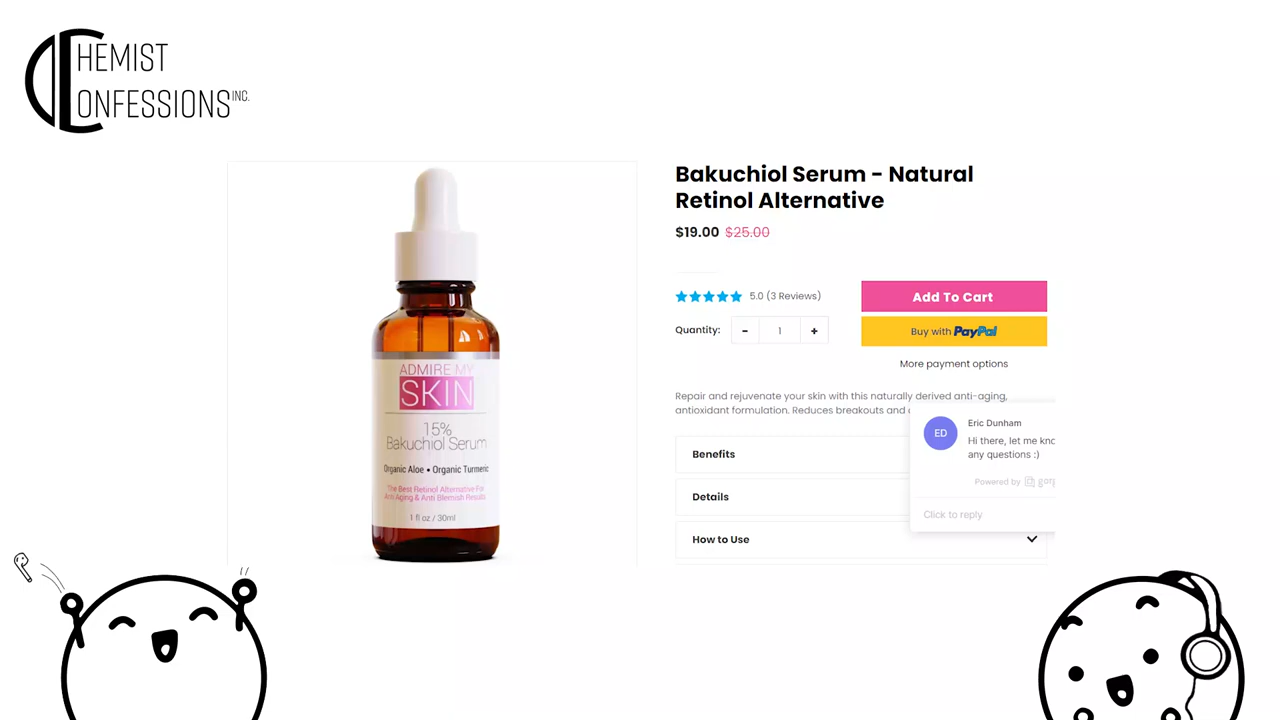 CHEMIST
CONFESSIONS INC.
Bakuchiol Serum - Natural
Retinol Alternative
$19.00 $25.00
5.0 (3 Reviews)
Add To Cart
Quantity:
- 1 +
Buy with PayPal
More payment options
Repair and rejuvenate your skin with this naturally derived anti-aging,
antioxidant formulation. Reduces breakouts and
ED
Eric Dunham
Hi there, let me kno
any questions :)
Powered by
Click to reply
Benefits
Details
How to Use
ADMIRE MY
SKIN
15%
Bakuchiol Serum
Organic Aloe • Organic Turmeric
"The Best Retinol Alternative For
Anti Aging & Anti Blemish Results"
1 fl oz / 30ml